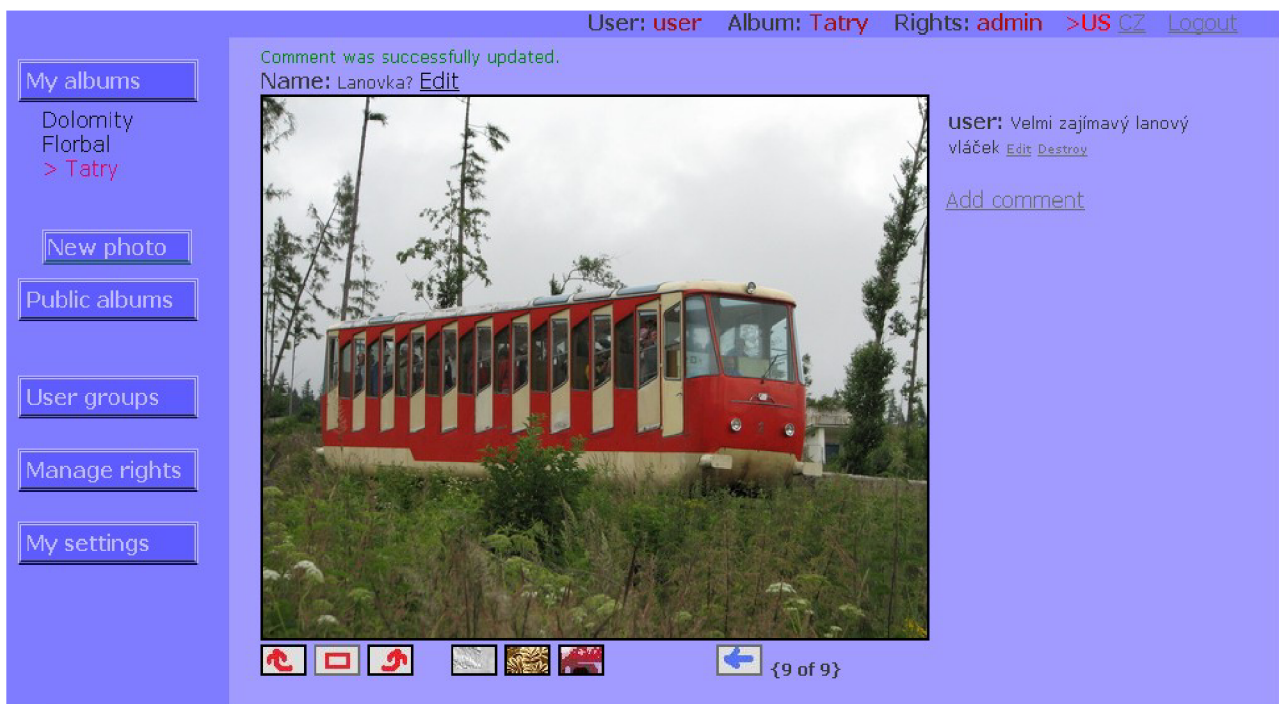 User: user Album: Tatry Rights: admin >US CZ Logout
Comment was successfully updated.
Name: Lanovka? Edit
My albums
Dolomity
Florbal
> Tatry
New photo
Public albums
User groups
Manage rights
My settings
user: Velmi zajímavý lanový
vláček Edit Destroy
Add comment
{9 of 9}